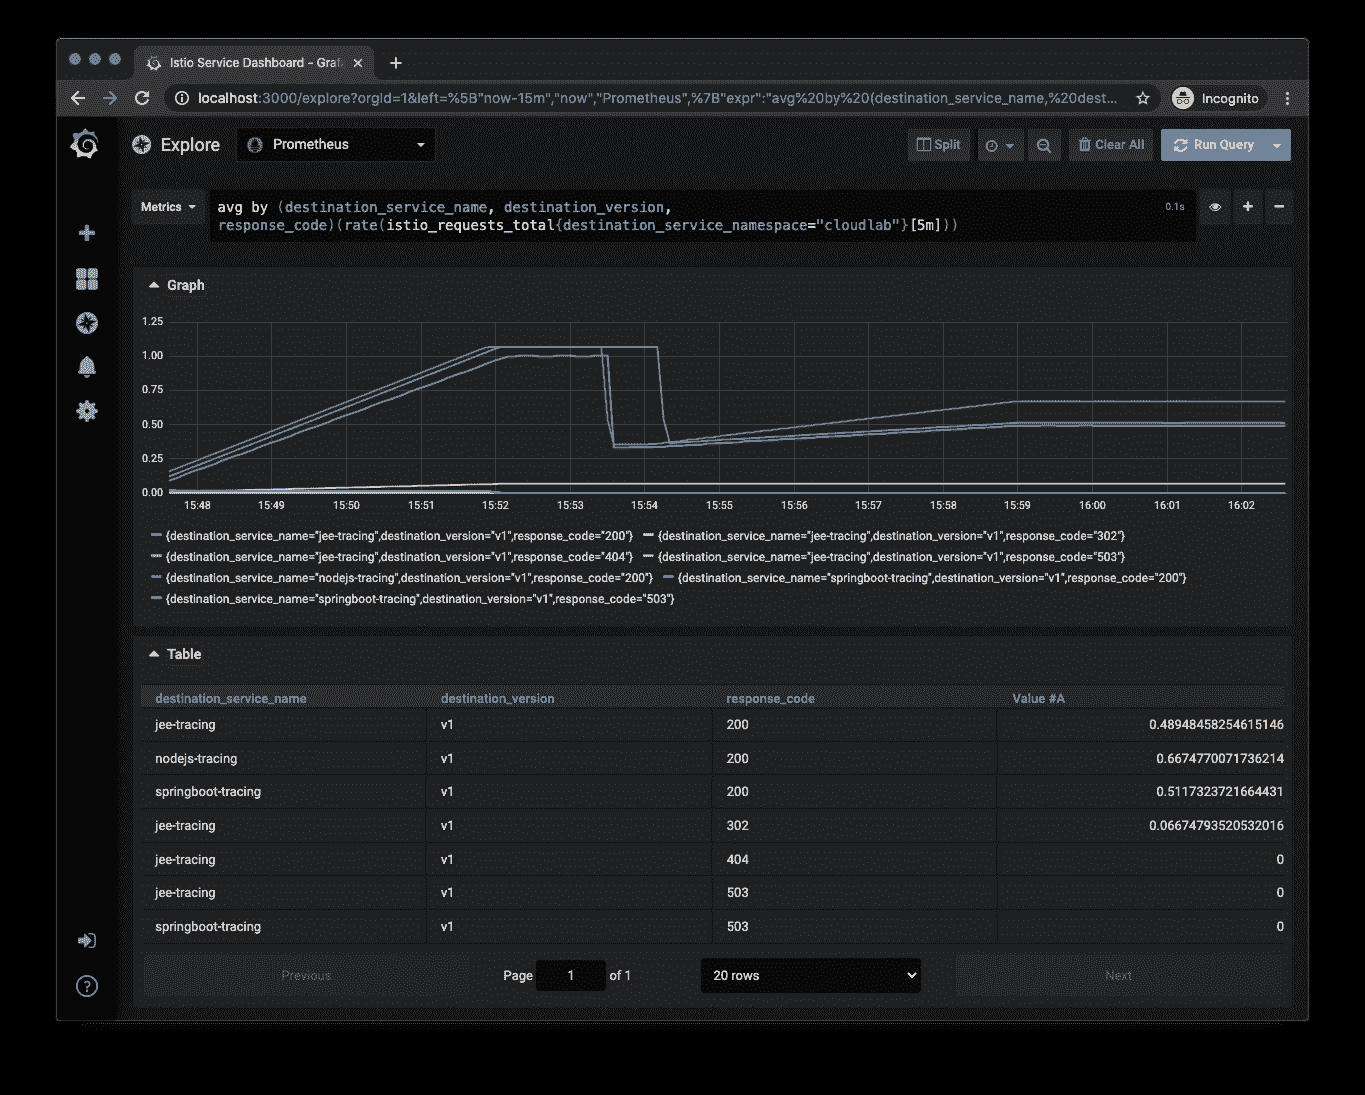 Istio Service Dashboard - Graf
localhost:3000/explore?orgId=1&left=%5B"now-15m","now","Prometheus",%7B"expr":"avg%20by%20(destination_service_name,%20dest...
Incognito
Explore
Prometheus
Split
Clear All
Run Query
Metrics
avg by (destination_service_name, destination_version,
response_code)(rate(istio_requests_total{destination_service_namespace="cloudlab"}[5m]))
0.1s
Graph
1.25
1.00
0.75
0.50
0.25
0.00
15:48 15:49 15:50 15:51 15:52 15:53 15:54 15:55 15:56 15:57 15:58 15:59 16:00 16:01 16:02
{destination_service_name="jee-tracing",destination_version="v1",response_code="200"} {destination_service_name="jee-tracing",destination_version="v1",response_code="302"}
{destination_service_name="jee-tracing",destination_version="v1",response_code="404"} {destination_service_name="jee-tracing",destination_version="v1",response_code="503"}
{destination_service_name="nodejs-tracing",destination_version="v1",response_code="200"} {destination_service_name="springboot-tracing",destination_version="v1",response_code="200"}
{destination_service_name="springboot-tracing",destination_version="v1",response_code="503"}
Table
destination_service_name destination_version response_code Value #A
jee-tracing v1 200 0.48948458254615146
nodejs-tracing v1 200 0.6674770071736214
springboot-tracing v1 200 0.5117323721664431
jee-tracing v1 302 0.06674793520532016
jee-tracing v1 404 0
jee-tracing v1 503 0
springboot-tracing v1 503 0
Previous Page 1 of 1 20 rows Next